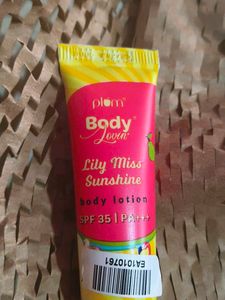 plum
Body
Lovin'
Lily Miss
Sunshine
body lotion
SPF 35 | PA+++
EA1010761